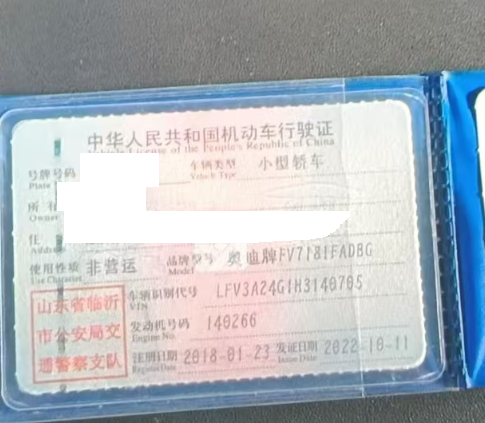 中华人民共和国机动车行驶证
Vehicle License of the People's Republic of China
号牌号码
Plate
车辆类型 小型轿车
Vehicle Type
所有
Owner
住
Address
使用性质 非营运
Use Character
品牌型号 奥迪牌FV7181FADBG
Model
车辆识别代号 LFV3A24G1H3140705
VIN
山东省临沂
市公安局交
通警察支队
发动机号码 140266
Engine No.
注册日期 2018-01-23 发证日期 2022-10-11
Register Date Issue Date